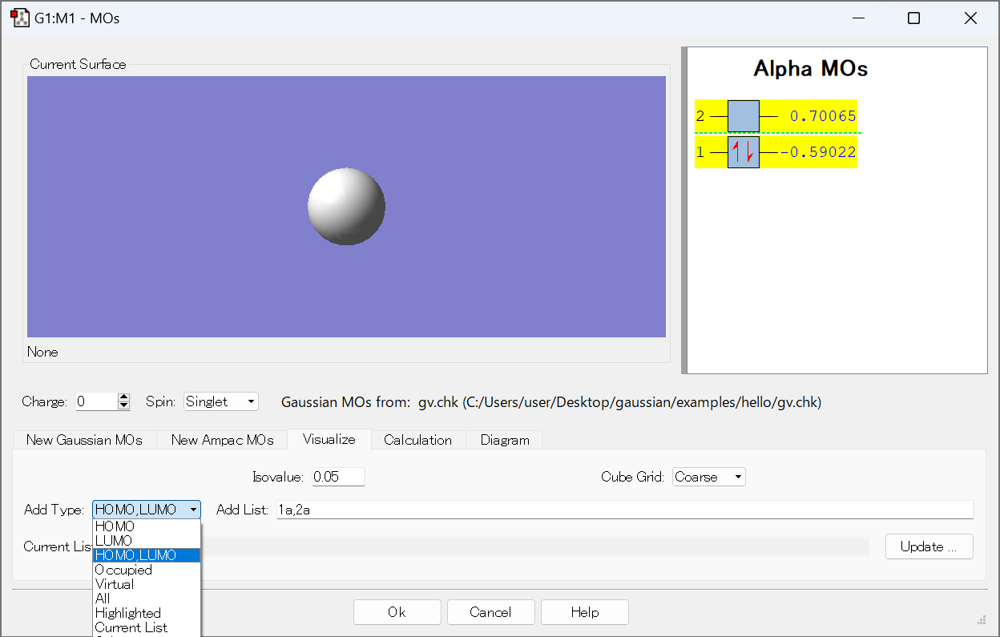 G1:M1 - MOs
Current Surface
None
Alpha MOs
2 0.70065
1 -0.59022
Charge: 0 Spin: Singlet Gaussian MOs from: gv.chk (C:/Users/user/Desktop/gaussian/examples/hello/gv.chk)
New Gaussian MOs New Ampac MOs Visualize Calculation Diagram
Isovalue: 0.05 Cube Grid: Coarse
Add Type: HOMO,LUMO Add List: 1a,2a
HOMO
LUMO
Current Lis Update ...
HOMO,LUMO
Occupied
Virtual
All
Highlighted
Current List
Ok Cancel Help